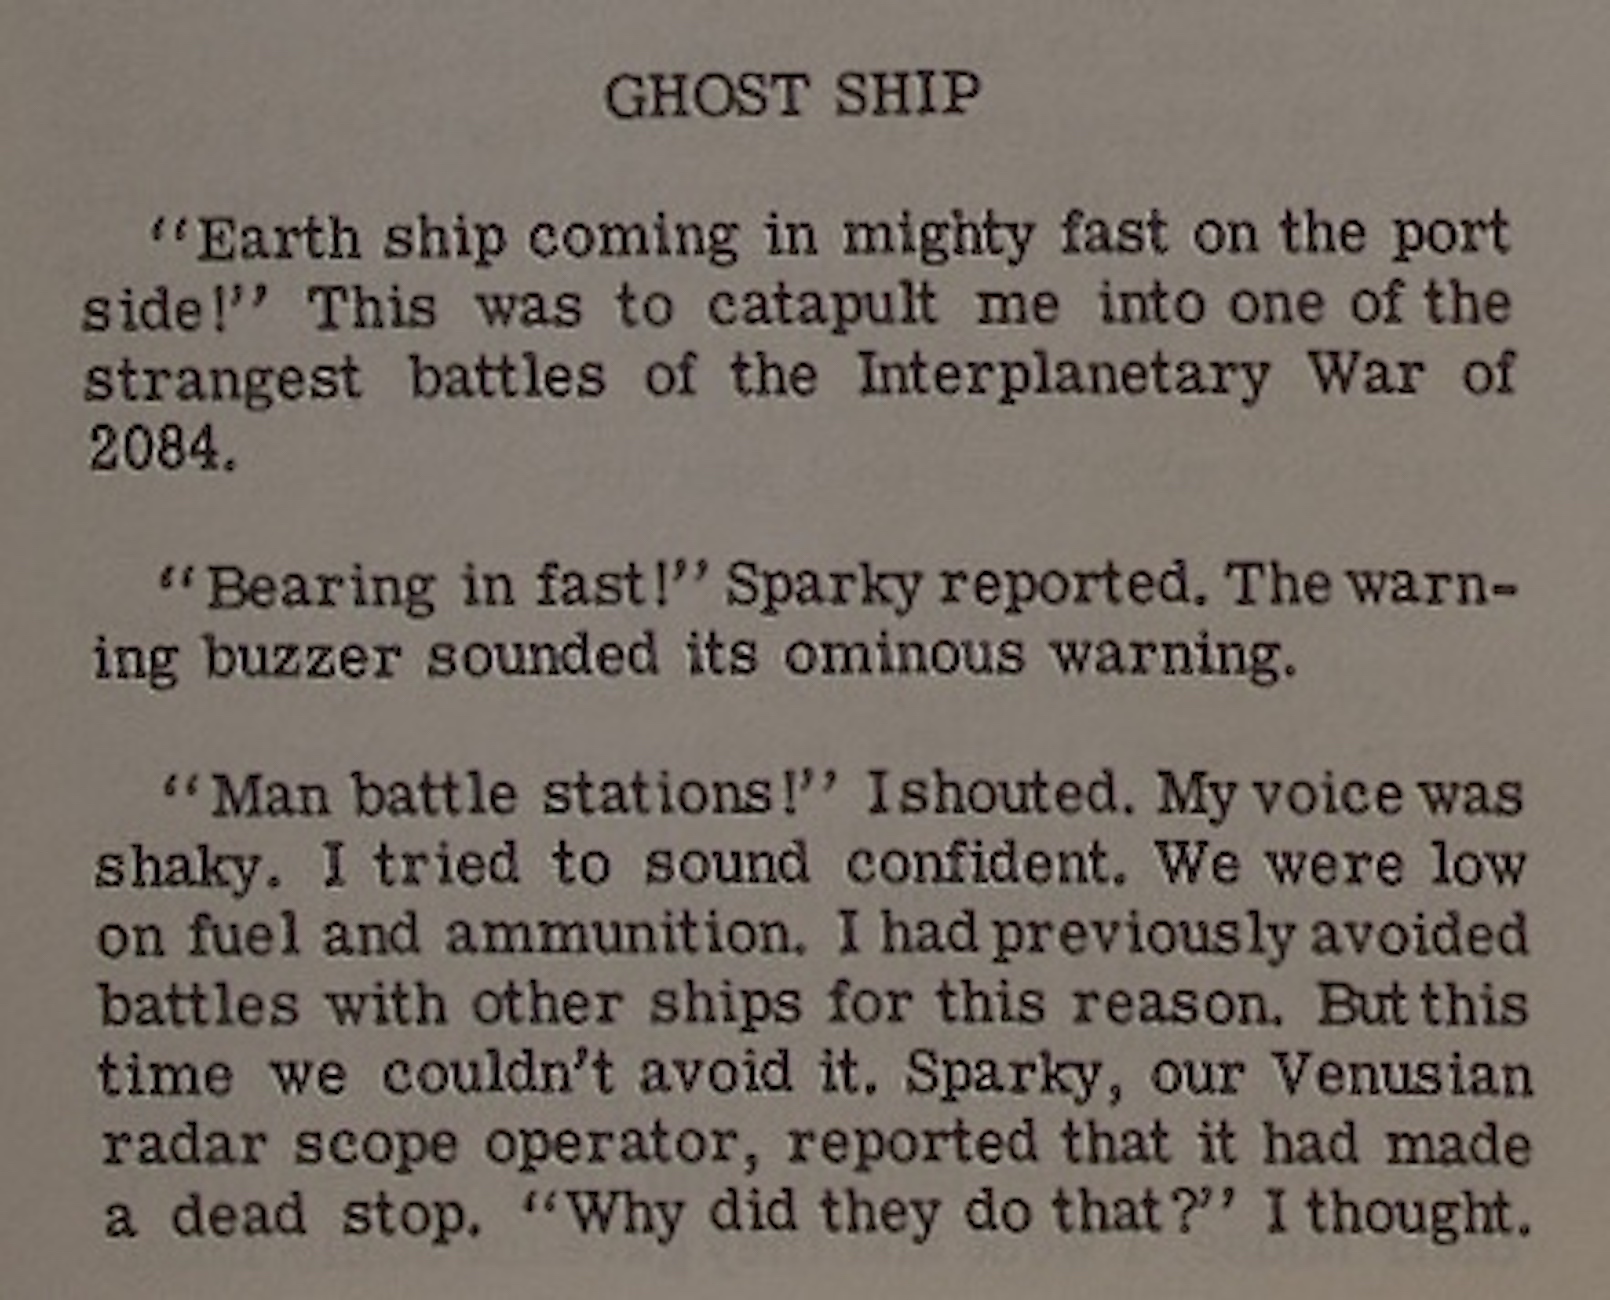 GHOST SHIP
“Earth ship coming in mighty fast on the port
side!” This was to catapult me into one of the
strangest battles of the Interplanetary War of
2084.
“Bearing in fast!” Sparky reported. The warn-
ing buzzer sounded its ominous warning.
“Man battle stations!” I shouted. My voice was
shaky. I tried to sound confident. We were low
on fuel and ammunition. I had previously avoided
battles with other ships for this reason. But this
time we couldn’t avoid it. Sparky, our Venusian
radar scope operator, reported that it had made
a dead stop. “Why did they do that?” I thought.